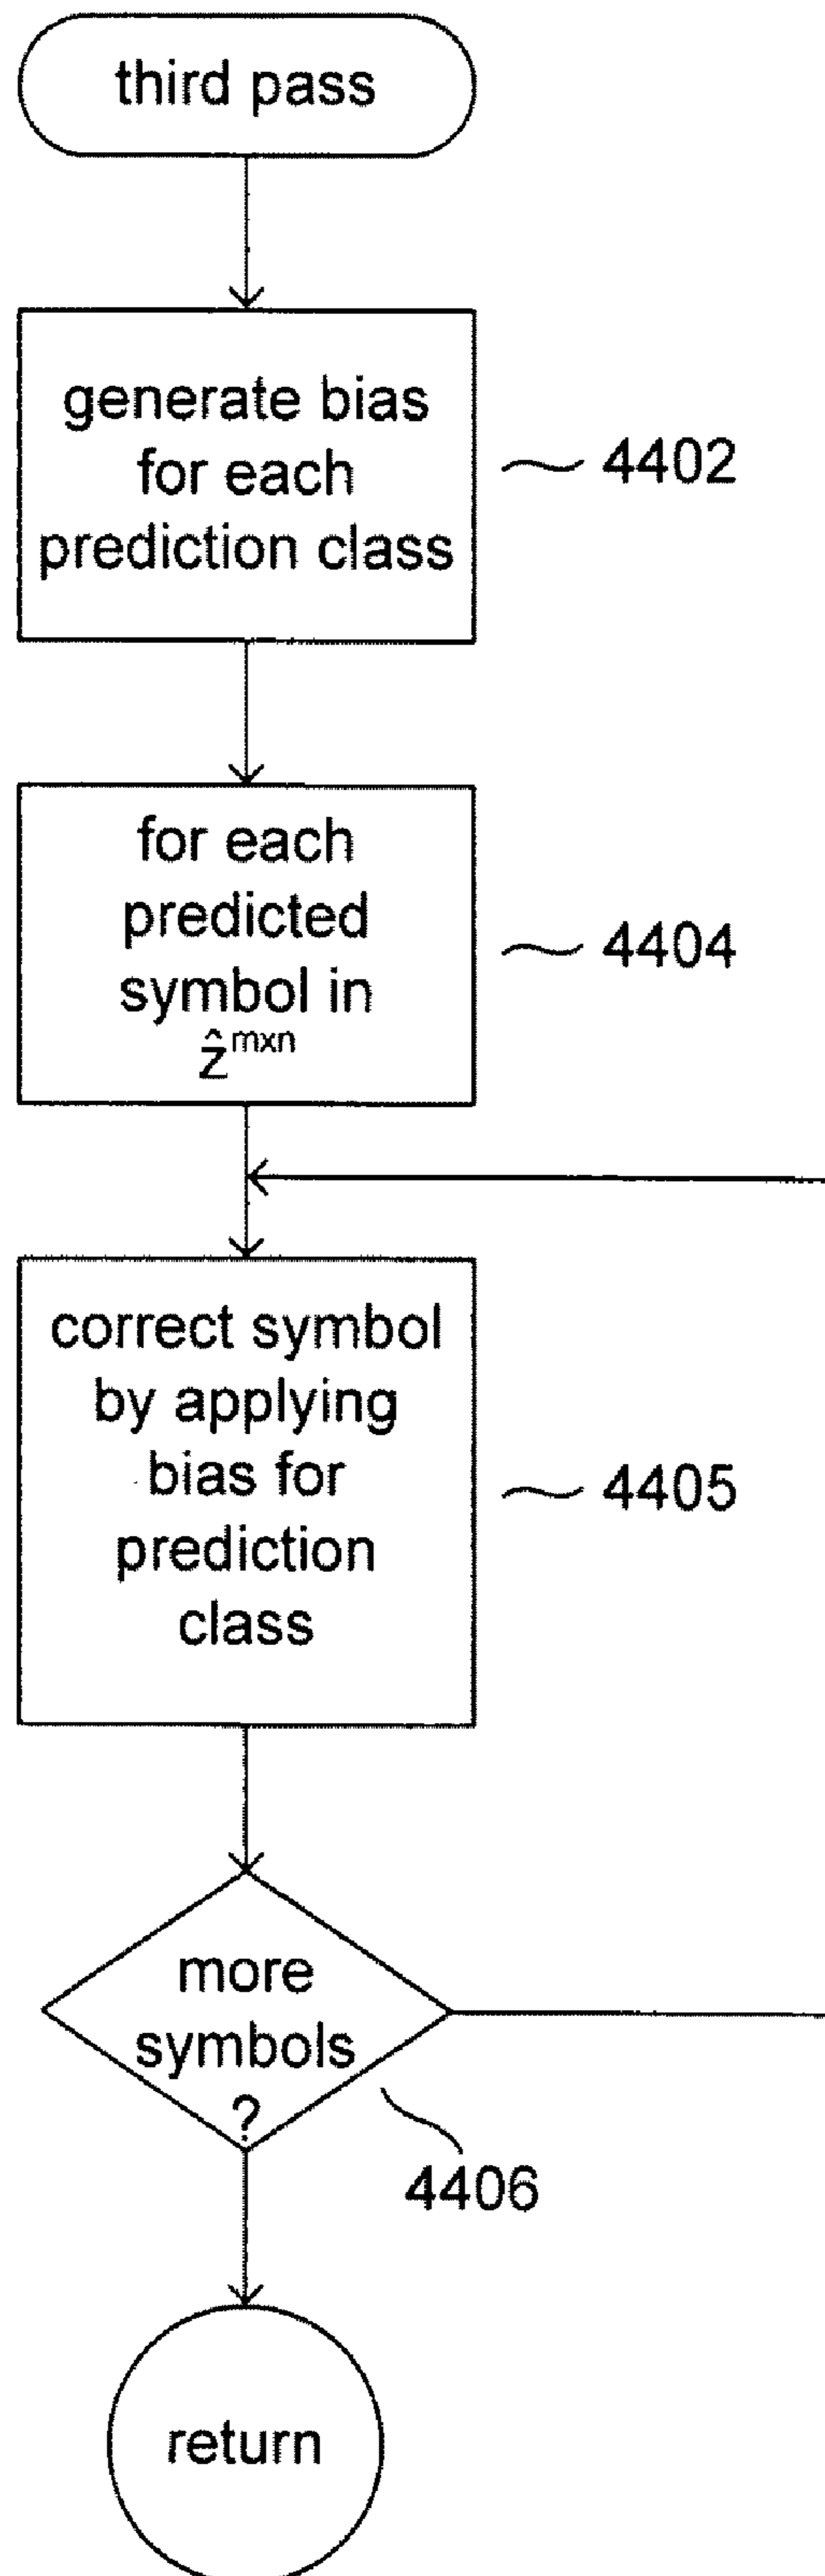 third pass
generate bias
for each
prediction class
4402
for each
predicted
symbol in
ẑᵐˣⁿ
4404
correct symbol
by applying
bias for
prediction
class
4405
more
symbols
?
4406
return